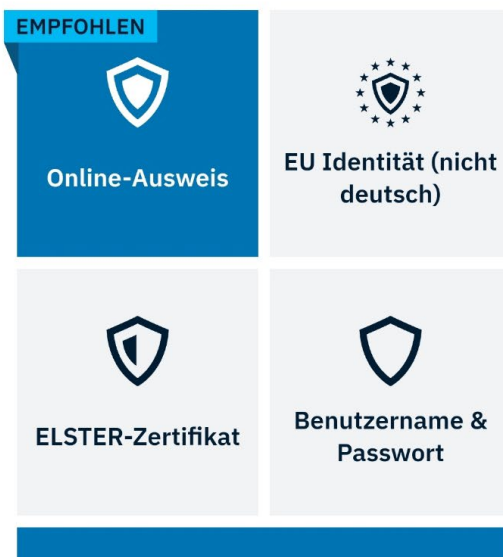 EMPFOHLEN
Online-Ausweis
EU Identität (nicht
deutsch)
ELSTER-Zertifikat
Benutzername &
Passwort